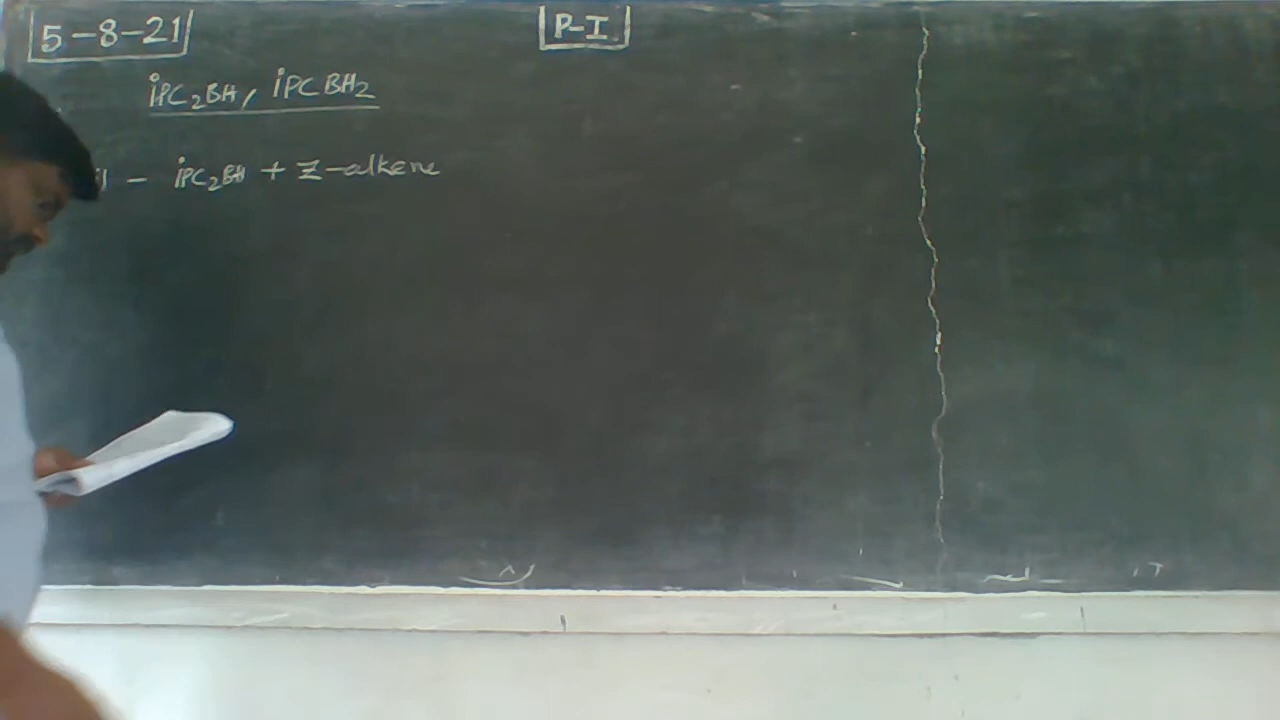 5-8-21
P-I
iPC₂BH, iPCBH₂
- iPC₂BH + Z-alkene